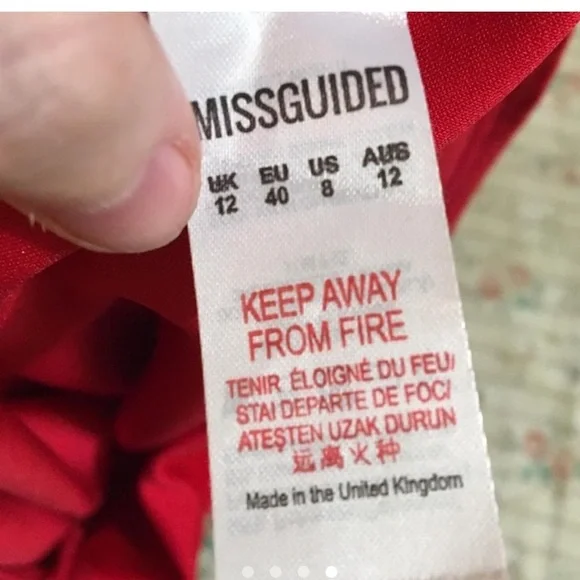 MISSGUIDED
UK EU US AUS
12 40 8 12
KEEP AWAY
FROM FIRE
TENIR ÉLOIGNÉ DU FEU/
STAI DEPARTE DE FOC/
ATEŞTEN UZAK DURUN
远离火种
Made in the United Kingdom